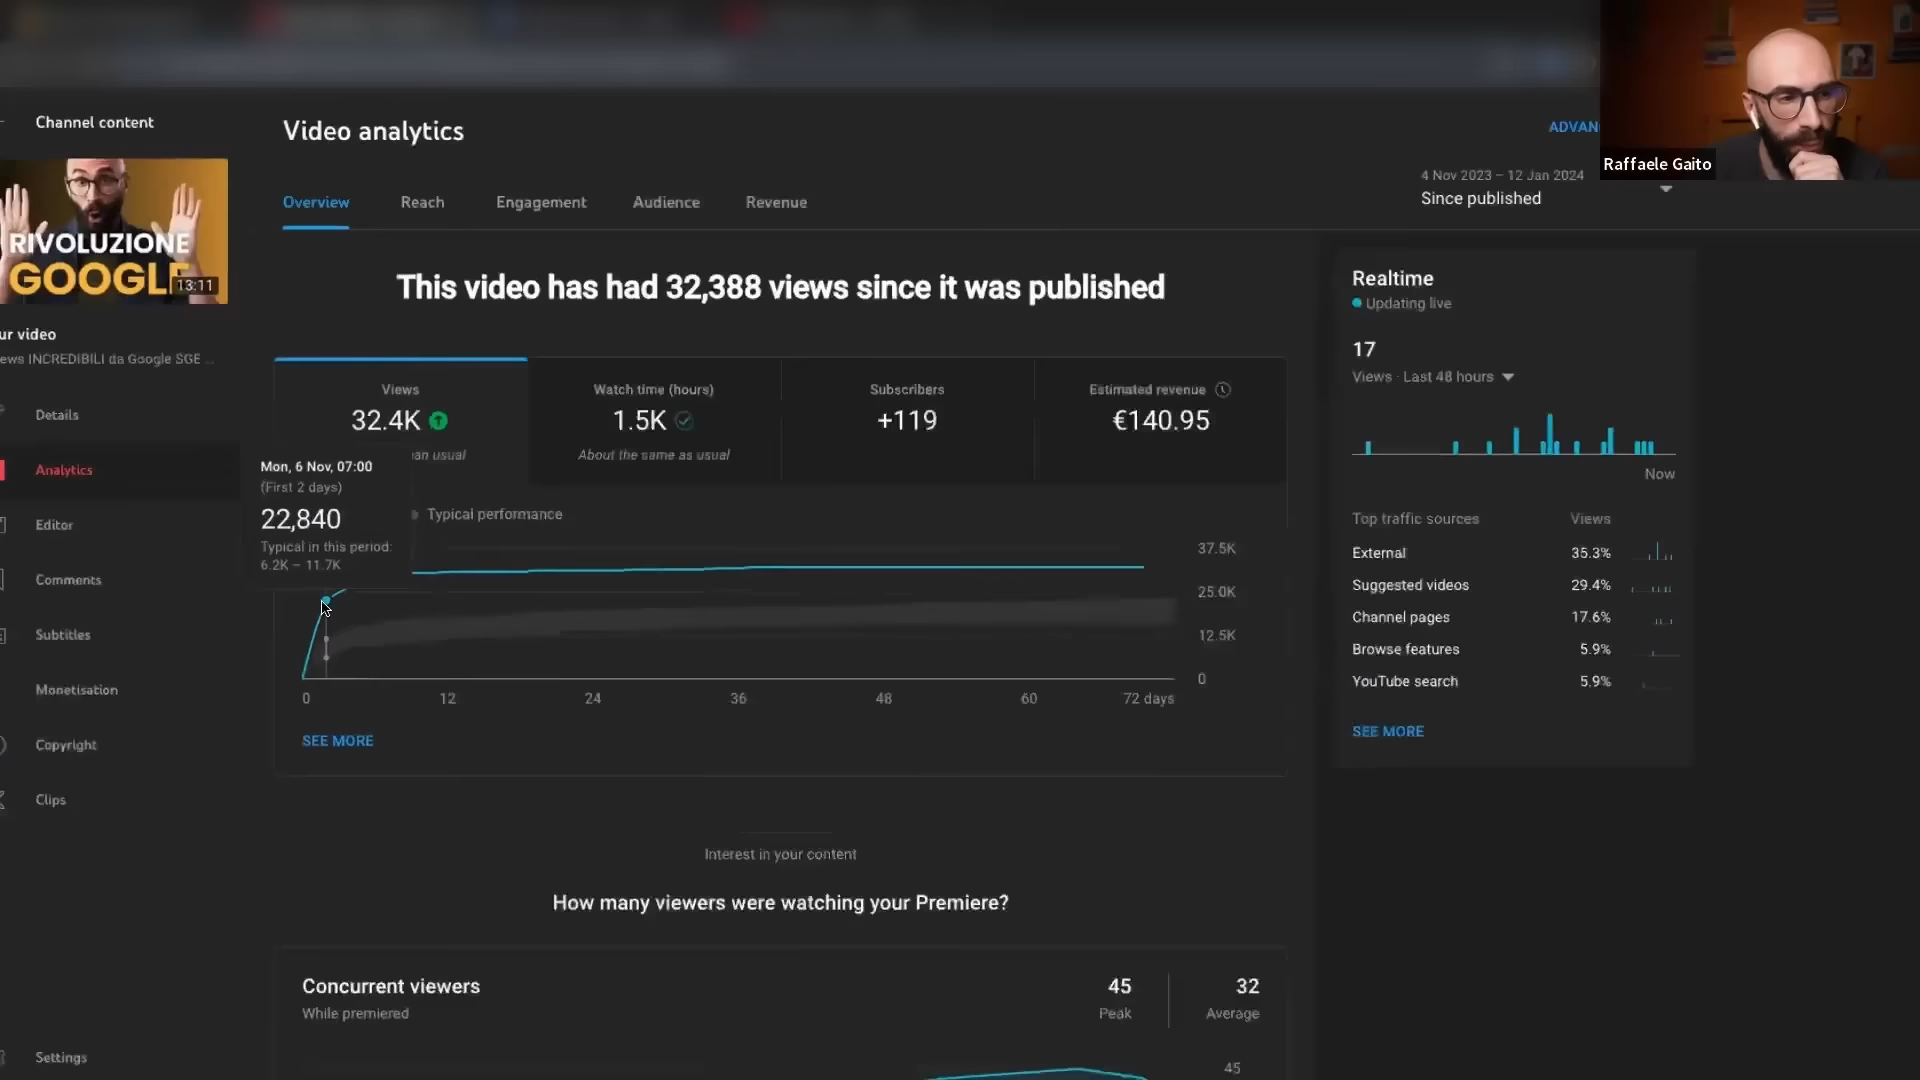 Channel content
RIVOLUZIONE
GOOGLE
13:11
ur video
ews INCREDIBILI da Google SGE ...
Details
Analytics
Editor
Comments
Subtitles
Monetisation
Copyright
Clips
Settings
Video analytics
ADVAN
Raffaele Gaito
Overview
Reach
Engagement
Audience
Revenue
4 Nov 2023 – 12 Jan 2024
Since published
This video has had 32,388 views since it was published
Views
32.4K
an usual
Watch time (hours)
1.5K
About the same as usual
Subscribers
+119
Estimated revenue
€140.95
Mon, 6 Nov, 07:00
(First 2 days)
22,840
Typical in this period:
6.2K – 11.7K
Typical performance
37.5K
25.0K
12.5K
0
0 12 24 36 48 60 72 days
SEE MORE
Interest in your content
How many viewers were watching your Premiere?
Concurrent viewers
While premiered
45
Peak
32
Average
45
Realtime
Updating live
17
Views · Last 48 hours
Now
Top traffic sources Views
External 35.3%
Suggested videos 29.4%
Channel pages 17.6%
Browse features 5.9%
YouTube search 5.9%
SEE MORE